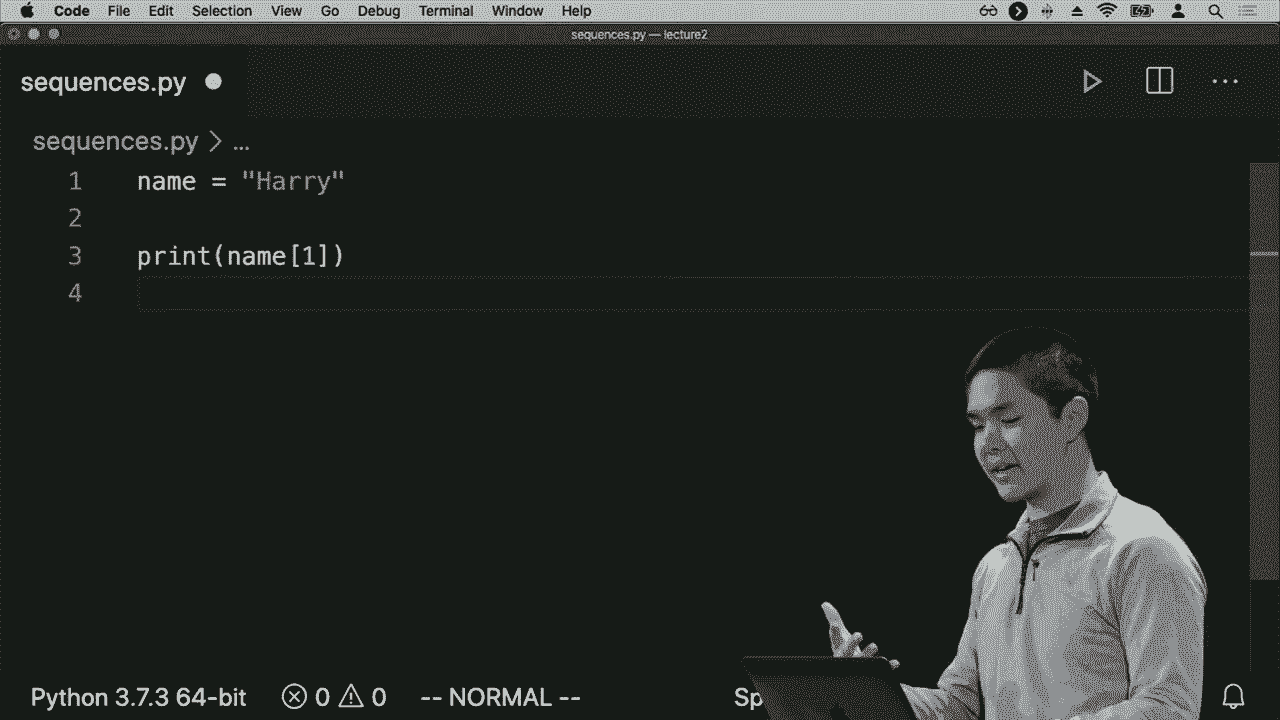 Code File Edit Selection View Go Debug Terminal Window Help
sequences.py — lecture2
sequences.py
sequences.py > ...
1 name = "Harry"
2
3 print(name[1])
4
Python 3.7.3 64-bit 0 0 -- NORMAL -- Sp